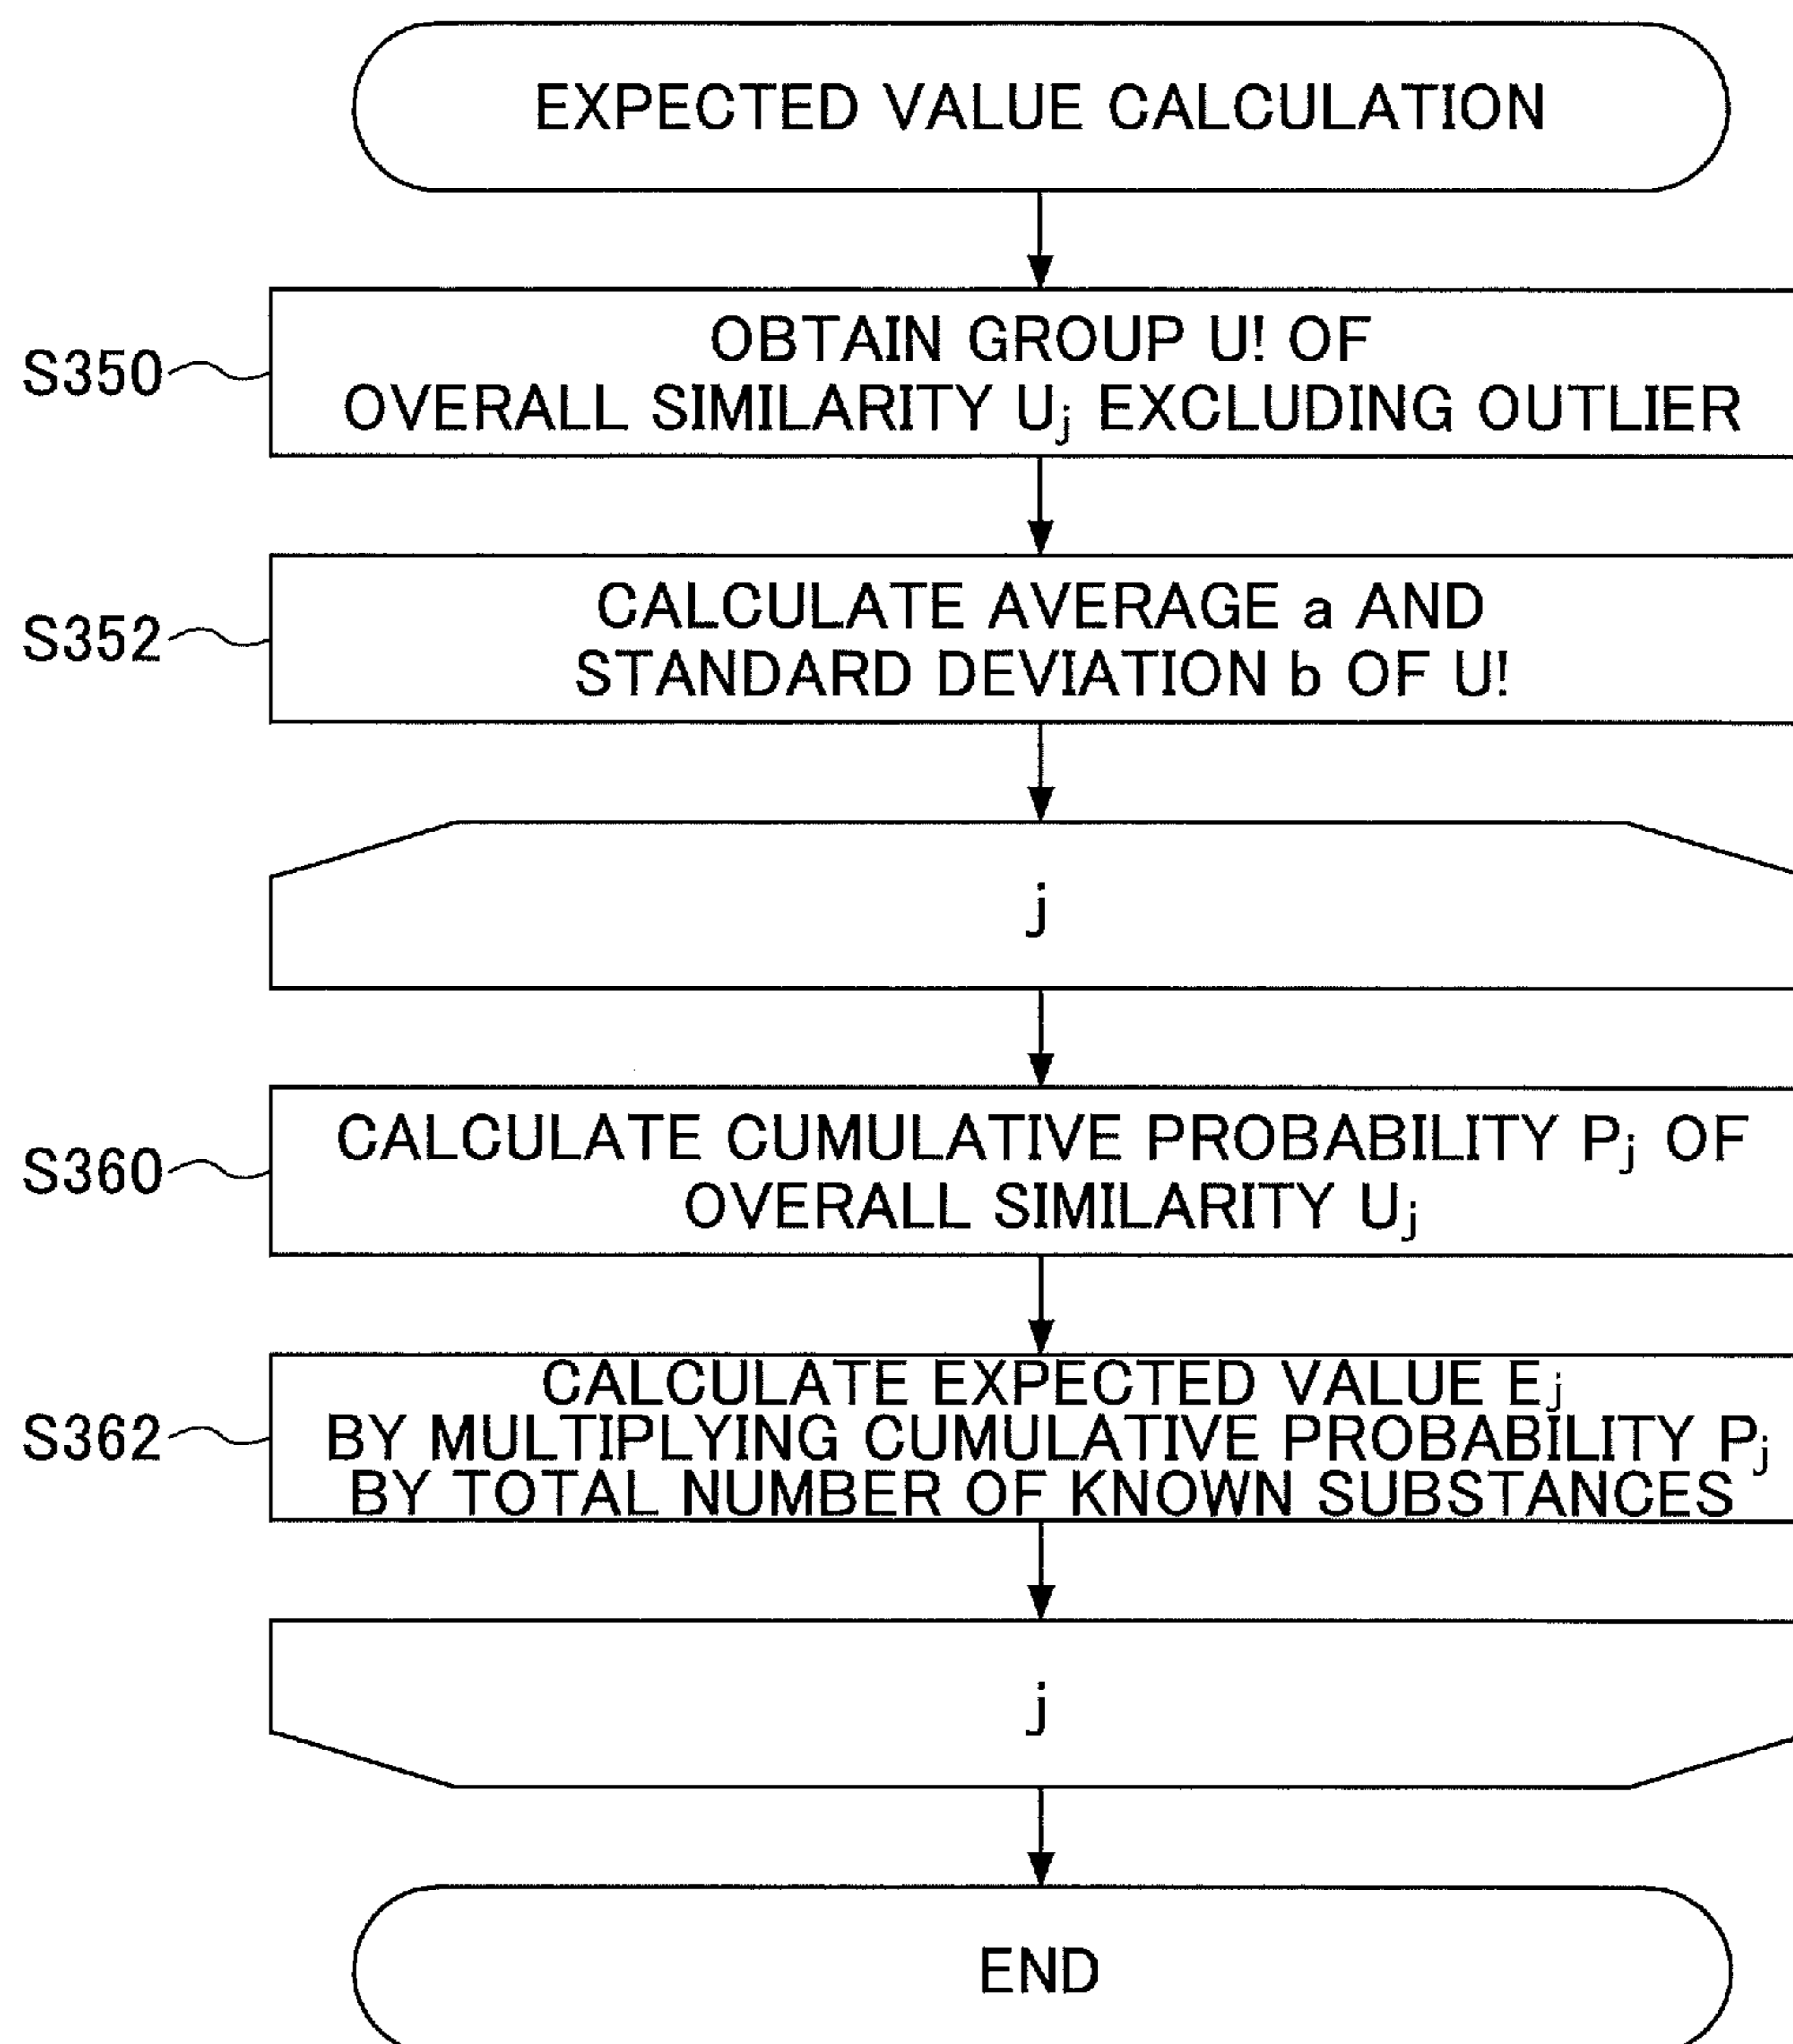 EXPECTED VALUE CALCULATION
S350
OBTAIN GROUP U! OF
OVERALL SIMILARITY Uj EXCLUDING OUTLIER
S352
CALCULATE AVERAGE a AND
STANDARD DEVIATION b OF U!
j
S360
CALCULATE CUMULATIVE PROBABILITY Pj OF
OVERALL SIMILARITY Uj
S362
CALCULATE EXPECTED VALUE Ej
BY MULTIPLYING CUMULATIVE PROBABILITY Pj
BY TOTAL NUMBER OF KNOWN SUBSTANCES
j
END